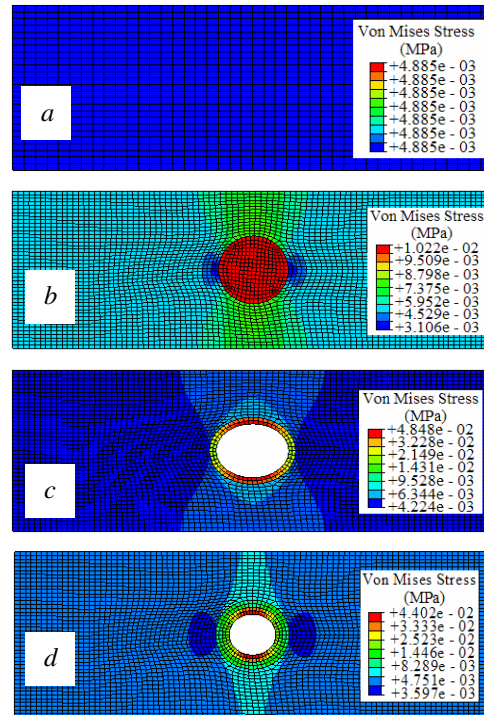 Von Mises Stress
(MPa)
+4.885e - 03
+4.885e - 03
+4.885e - 03
+4.885e - 03
+4.885e - 03
+4.885e - 03
+4.885e - 03
a
Von Mises Stress
(MPa)
+1.022e - 02
+9.509e - 03
+8.798e - 03
+7.375e - 03
+5.952e - 03
+4.529e - 03
+3.106e - 03
b
Von Mises Stress
(MPa)
+4.848e - 02
+3.228e - 02
+2.149e - 02
+1.431e - 02
+9.528e - 03
+6.344e - 03
+4.224e - 03
c
Von Mises Stress
(MPa)
+4.402e - 02
+3.333e - 02
+2.523e - 02
+1.446e - 02
+8.289e - 03
+4.751e - 03
+3.597e - 03
d